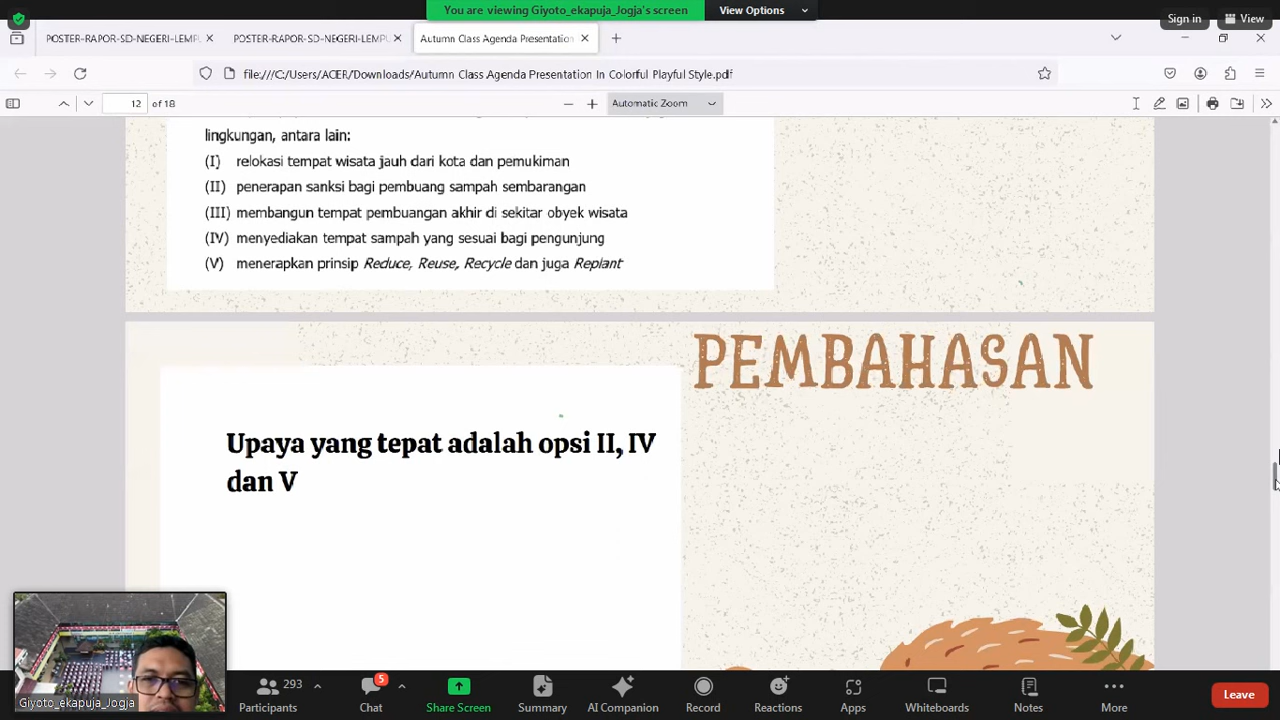 You are viewing Giyoto_ekapuja_Jogja's screen
View Options
Sign in
View
POSTER-RAPOR-SD-NEGERI-LEMPU
POSTER-RAPOR-SD-NEGERI-LEMPU
Autumn Class Agenda Presentation
file:///C:/Users/ACER/Downloads/Autumn Class Agenda Presentation In Colorful Playful Style.pdf
12 of 18
Automatic Zoom
lingkungan, antara lain:
(I) relokasi tempat wisata jauh dari kota dan pemukiman
(II) penerapan sanksi bagi pembuang sampah sembarangan
(III) membangun tempat pembuangan akhir di sekitar obyek wisata
(IV) menyediakan tempat sampah yang sesuai bagi pengunjung
(V) menerapkan prinsip Reduce, Reuse, Recycle dan juga Replant
PEMBAHASAN
Upaya yang tepat adalah opsi II, IV
dan V
Giyoto_ekapuja_Jogja
293
5
Participants
Chat
Share Screen
Summary
AI Companion
Record
Reactions
Apps
Whiteboards
Notes
More
Leave